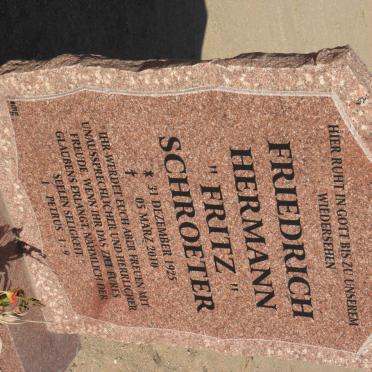 HIER RUHT IN GOTT BIS ZU UNSEREM
WIEDERSEHEN
FRIEDRICH
HERMANN
"FRITZ"
SCHROETER
* 31 DEZEMBER 1925
† 05 MÄRZ 2010
"IHR WERDET EUCH ABER FREUEN MIT
UNAUSSPRECHLICHER UND HERRLICHER
FREUDE, WENN IHR DAS ZIEL EURES
GLAUBENS ERLANGT, NÄMLICH DER
SEELEN SELIGKEIT."
1 PETRUS 1 : 9